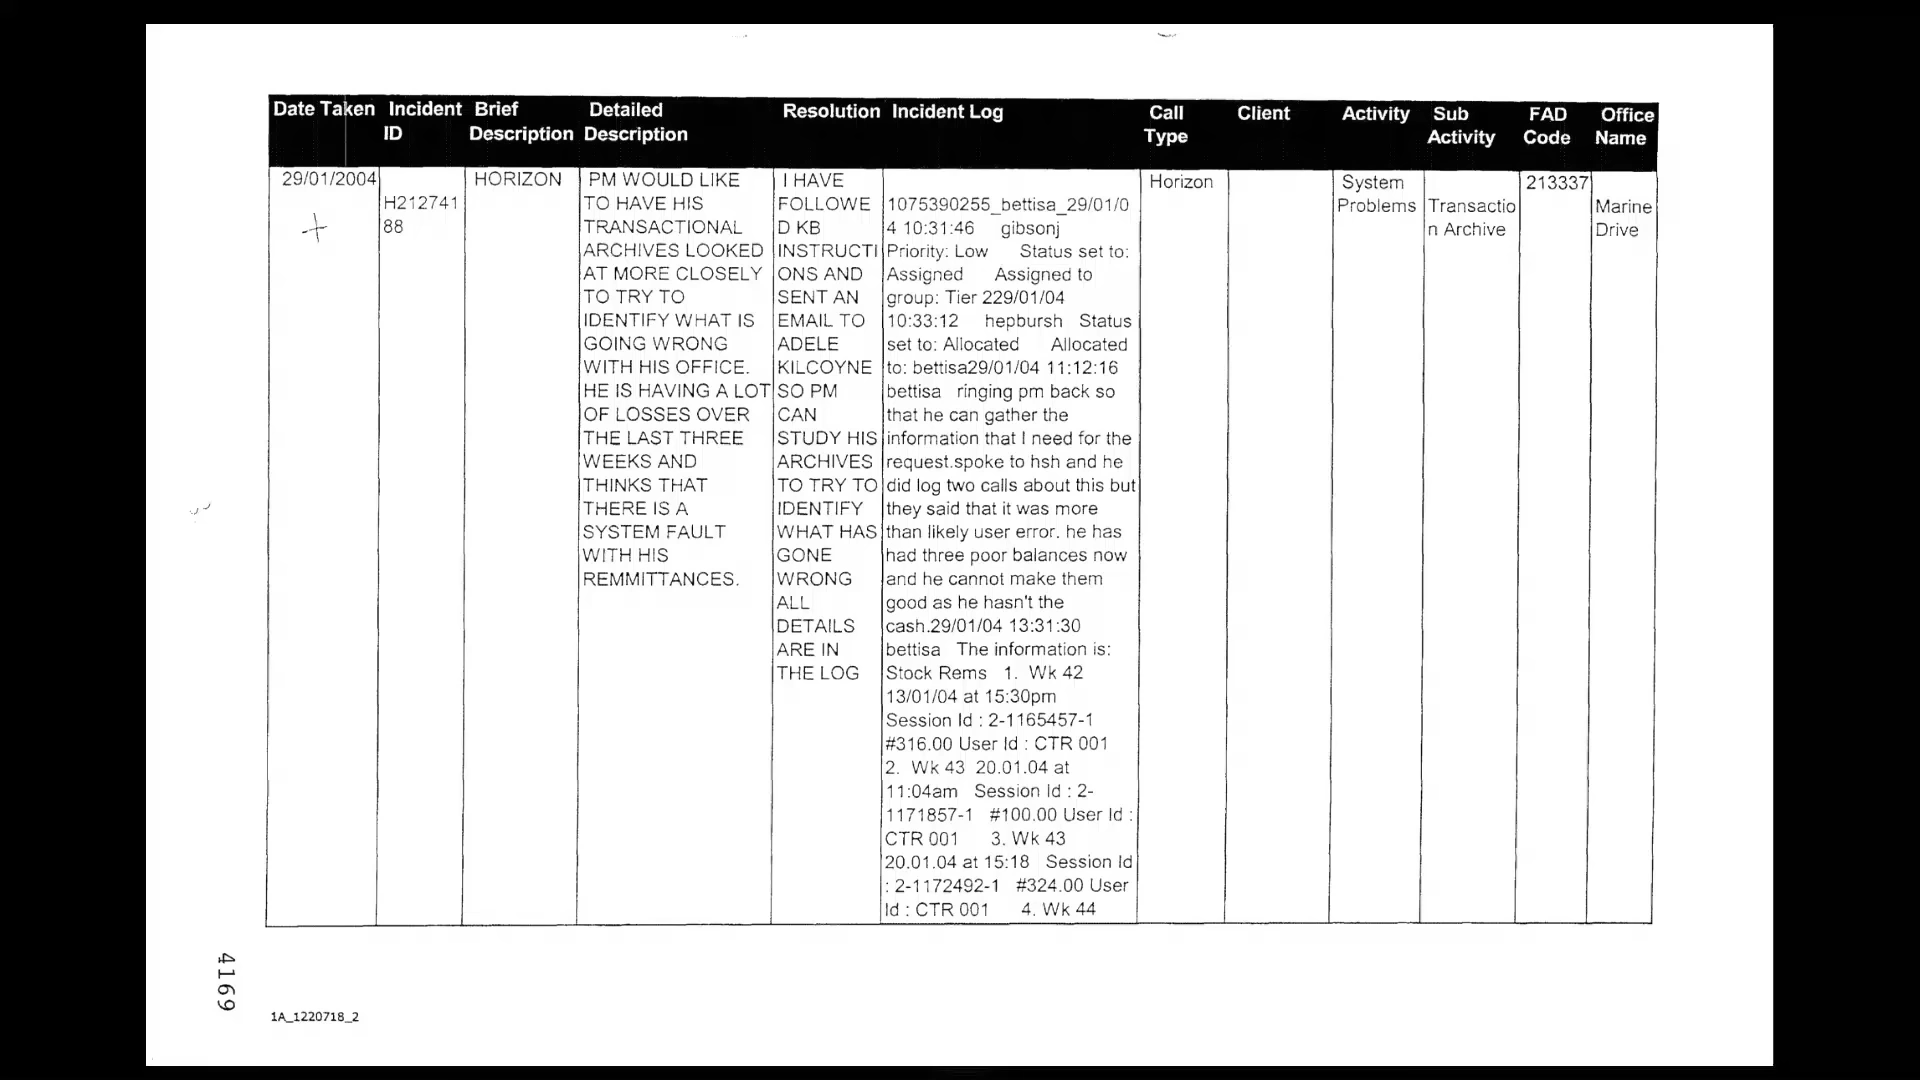 Date Taken Incident ID Brief Description Detailed Description Resolution Incident Log Call Type Client Activity Sub Activity FAD Code Office Name
29/01/2004
H212741
88
HORIZON
PM WOULD LIKE
TO HAVE HIS
TRANSACTIONAL
ARCHIVES LOOKED
AT MORE CLOSELY
TO TRY TO
IDENTIFY WHAT IS
GOING WRONG
WITH HIS OFFICE.
HE IS HAVING A LOT
OF LOSSES OVER
THE LAST THREE
WEEKS AND
THINKS THAT
THERE IS A
SYSTEM FAULT
WITH HIS
REMMITTANCES.
I HAVE
FOLLOWE
D KB
INSTRUCTI
ONS AND
SENT AN
EMAIL TO
ADELE
KILCOYNE
SO PM
CAN
STUDY HIS
ARCHIVES
TO TRY TO
IDENTIFY
WHAT HAS
GONE
WRONG
ALL
DETAILS
ARE IN
THE LOG
1075390255_bettisa_29/01/0
4 10:31:46 gibsonj
Priority: Low Status set to:
Assigned Assigned to
group: Tier 229/01/04
10:33:12 hepbursh Status
set to: Allocated Allocated
to: bettisa29/01/04 11:12:16
bettisa ringing pm back so
that he can gather the
information that I need for the
request.spoke to hsh and he
did log two calls about this but
they said that it was more
than likely user error. he has
had three poor balances now
and he cannot make them
good as he hasn't the
cash.29/01/04 13:31:30
bettisa The information is:
Stock Rems 1. Wk 42
13/01/04 at 15:30pm
Session Id : 2-1165457-1
#316.00 User Id : CTR 001
2. Wk 43 20.01.04 at
11:04am Session Id : 2-
1171857-1 #100.00 User Id :
CTR 001 3. Wk 43
20.01.04 at 15:18 Session Id
: 2-1172492-1 #324.00 User
Id : CTR 001 4. Wk 44
Horizon
System
Problems
Transactio
n Archive
213337
Marine
Drive
4169
1A_1220718_2